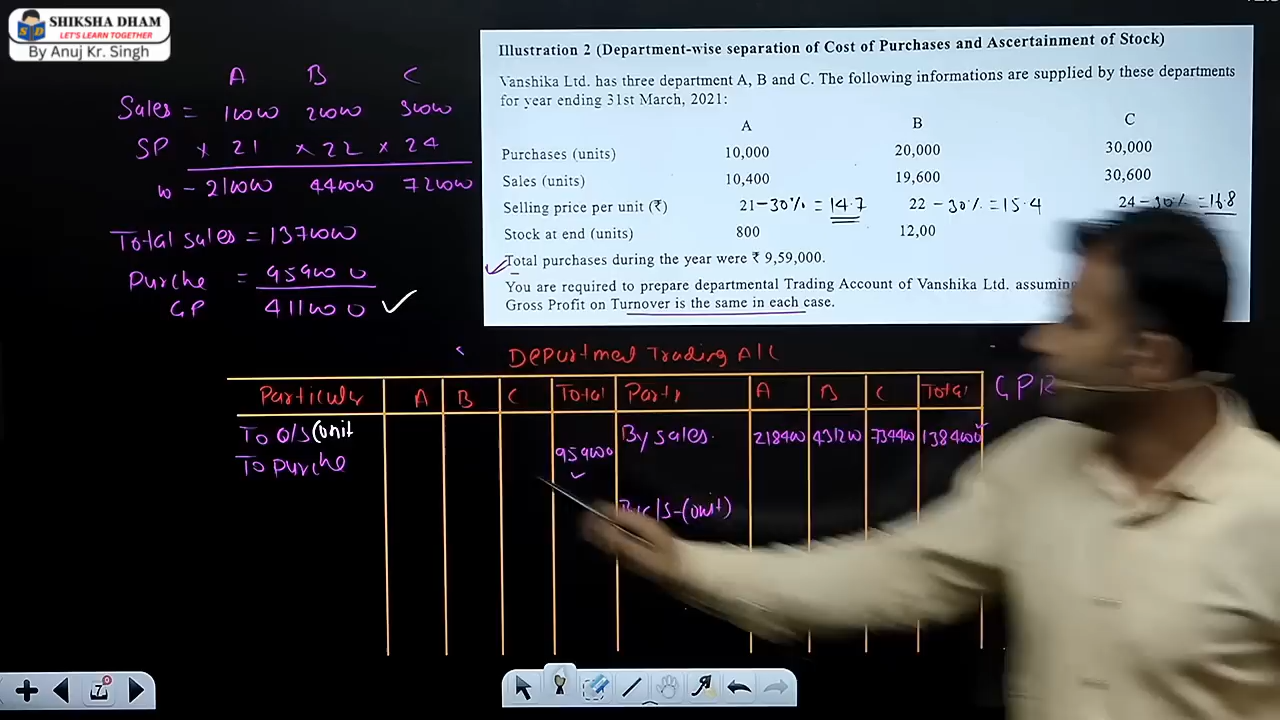 SHIKSHA DHAM
LET'S LEARN TOGETHER
By Anuj Kr. Singh
A B C
Sales = 10000 20000 30000
SP × 21 × 22 × 24
210000 440000 720000
Total sales = 1370000
Purche = 959000
GP 411000
Illustration 2 (Department-wise separation of Cost of Purchases and Ascertainment of Stock)
Vanshika Ltd. has three department A, B and C. The following informations are supplied by these departments
for year ending 31st March, 2021:
A B C
Purchases (units) 10,000 20,000 30,000
Sales (units) 10,400 19,600 30,600
Selling price per unit (₹) 21 - 30% = 14.7 22 - 30% = 15.4 24 - 30% = 16.8
Stock at end (units) 800 12,00
Total purchases during the year were ₹ 9,59,000.
You are required to prepare departmental Trading Account of Vanshika Ltd. assuming
Gross Profit on Turnover is the same in each case.
Departmed Trading A/C
Particular A B C Total Party A B C Total GPR
To O/S (unit By sales. 218400 431200 734400 1384000
To Purche 959000
By C/S-(unit)